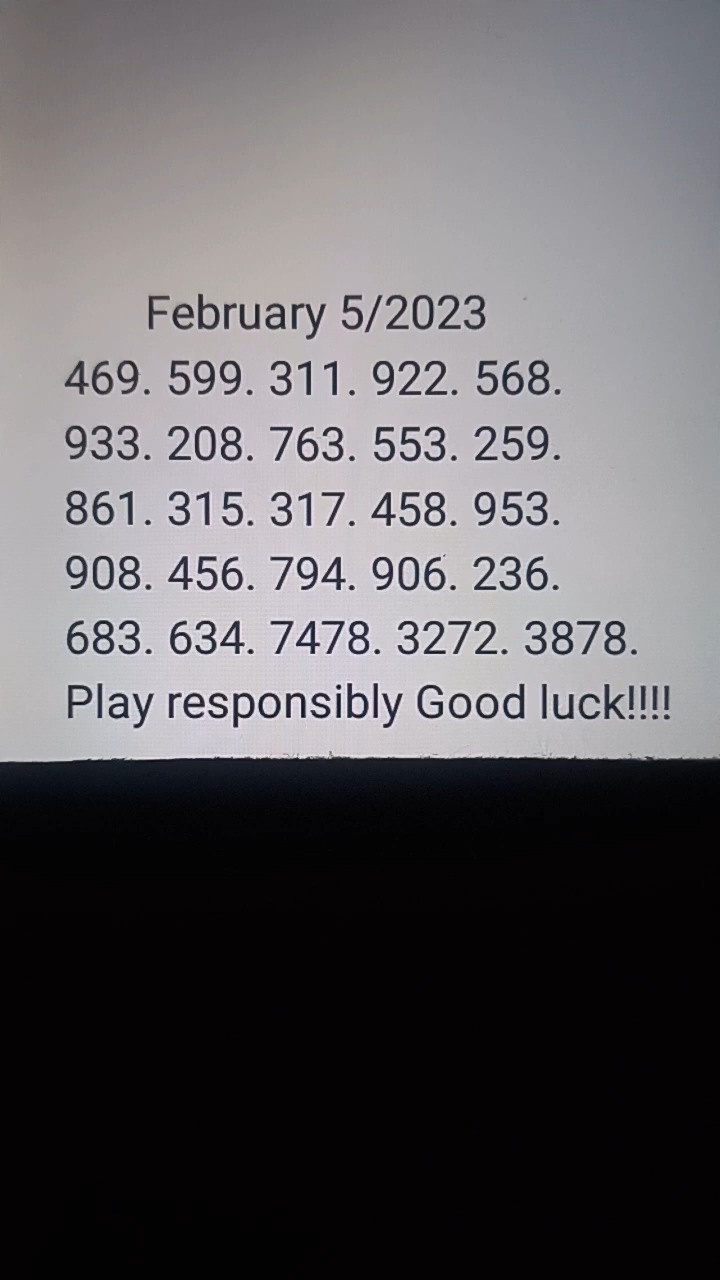 February 5/2023
469. 599. 311. 922. 568.
933. 208. 763. 553. 259.
861. 315. 317. 458. 953.
908. 456. 794. 906. 236.
683. 634. 7478. 3272. 3878.
Play responsibly Good luck!!!!